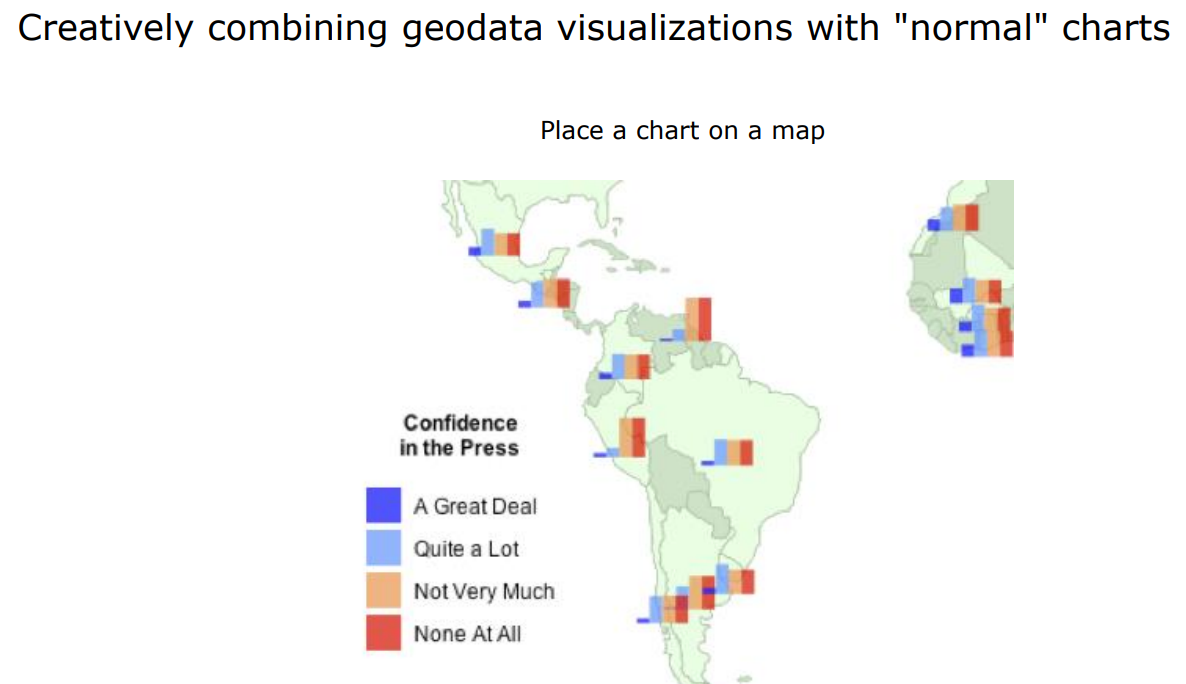 Creatively combining geodata visualizations with "normal" charts
Place a chart on a map
Confidence
in the Press
A Great Deal
Quite a Lot
Not Very Much
None At All